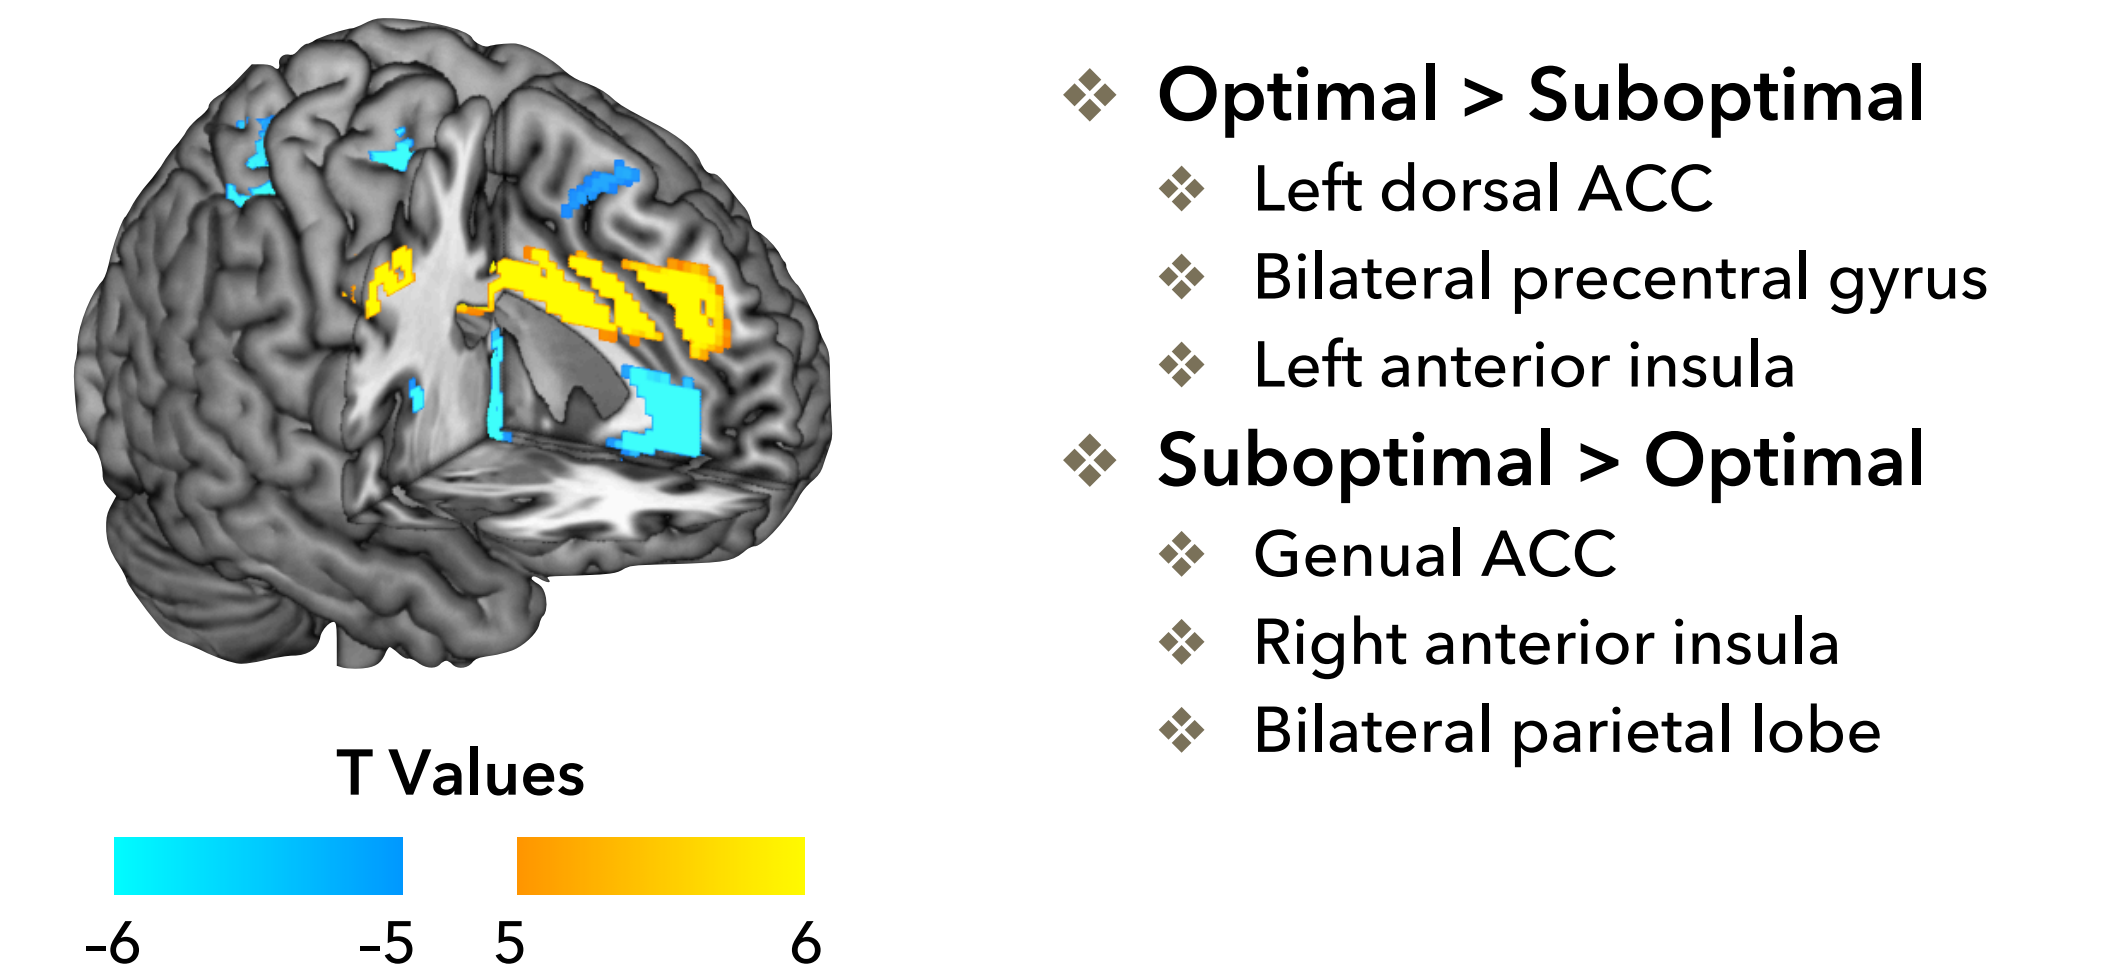 ❖ Optimal > Suboptimal
❖ Left dorsal ACC
❖ Bilateral precentral gyrus
❖ Left anterior insula
❖ Suboptimal > Optimal
❖ Genual ACC
❖ Right anterior insula
❖ Bilateral parietal lobe
T Values
-6 -5 5 6